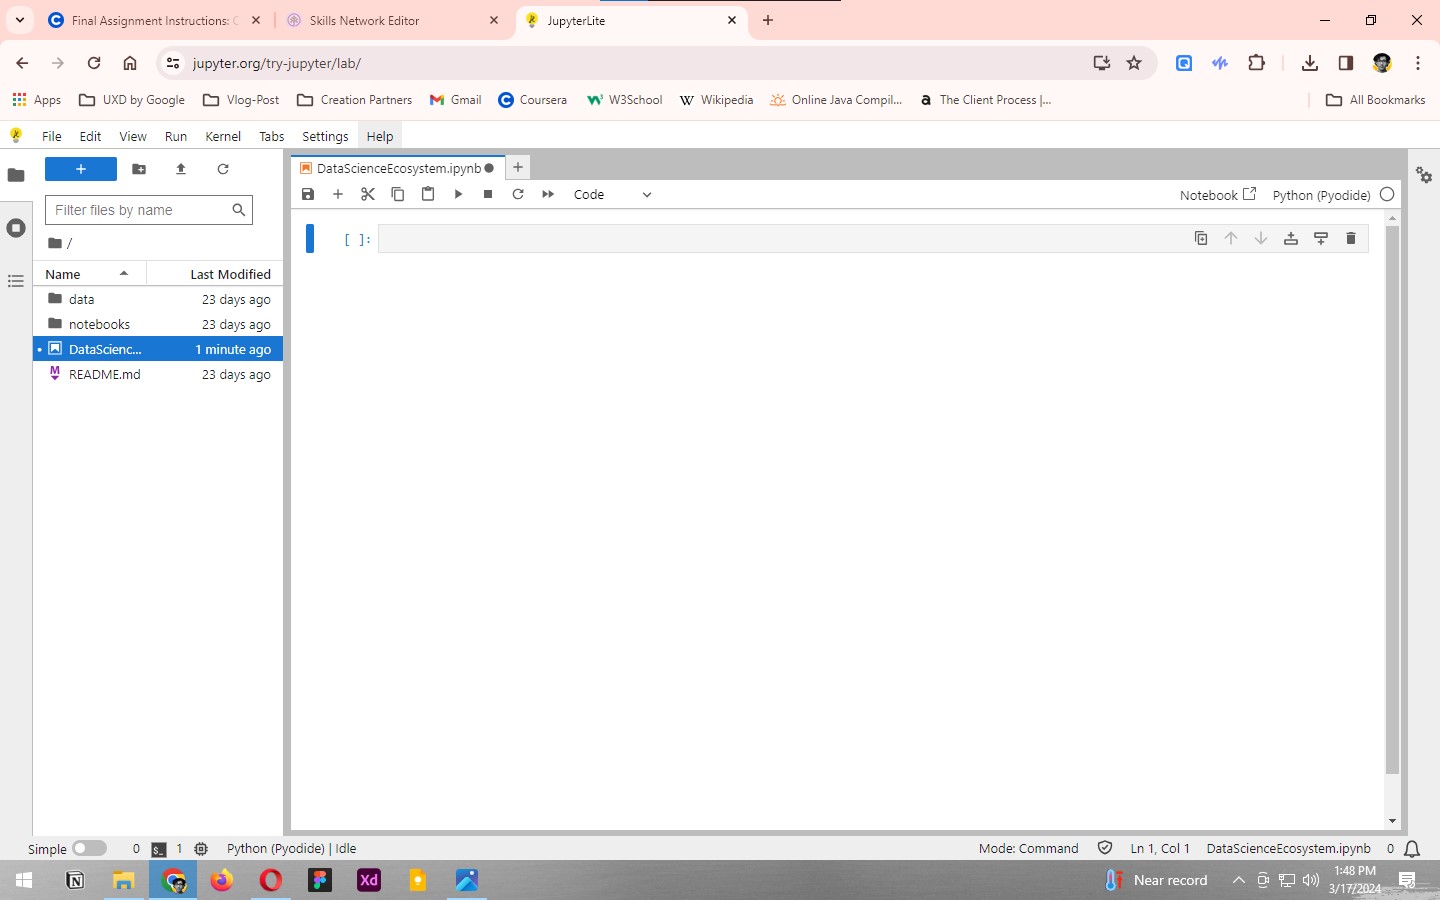 Final Assignment Instructions: C
Skills Network Editor
JupyterLite
jupyter.org/try-jupyter/lab/
Apps UXD by Google Vlog-Post Creation Partners Gmail Coursera W3School Wikipedia Online Java Compil... a The Client Process |... All Bookmarks
File Edit View Run Kernel Tabs Settings Help
+
Filter files by name
/
Name Last Modified
data 23 days ago
notebooks 23 days ago
DataScienc... 1 minute ago
M README.md 23 days ago
DataScienceEcosystem.ipynb
Code Notebook Python (Pyodide)
[ ]:
Simple 0 $_ 1 Python (Pyodide) | Idle Mode: Command Ln 1, Col 1 DataScienceEcosystem.ipynb 0
Xd
Near record
1:48 PM
3/17/2024